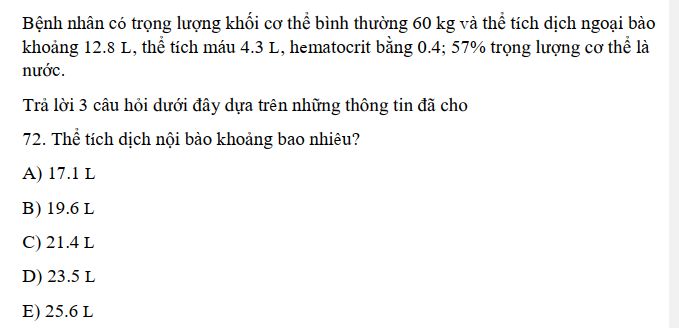 Bệnh nhân có trọng lượng khối cơ thể bình thường 60 kg và thể tích dịch ngoại bào
khoảng 12.8 L, thể tích máu 4.3 L, hematocrit bằng 0.4; 57% trọng lượng cơ thể là
nước.
Trả lời 3 câu hỏi dưới đây dựa trên những thông tin đã cho
72. Thể tích dịch nội bào khoảng bao nhiêu?
A) 17.1 L
B) 19.6 L
C) 21.4 L
D) 23.5 L
E) 25.6 L